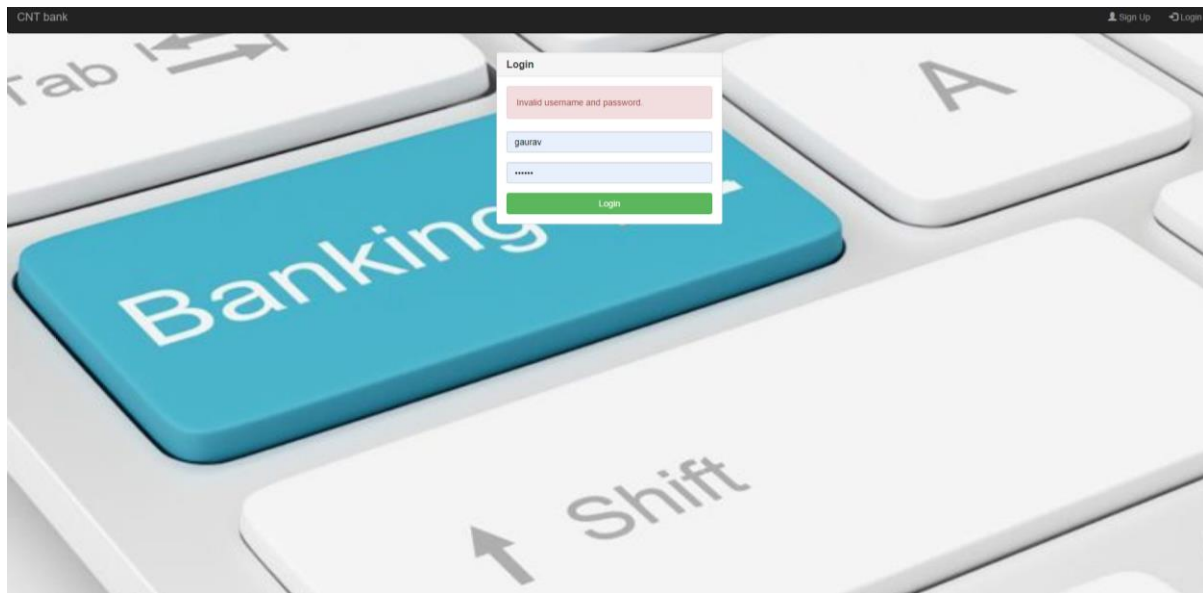 CNT bank
Sign Up
Login
Tab
A
Login
Invalid username and password.
gaurav
••••••
Login
Banking
Shift